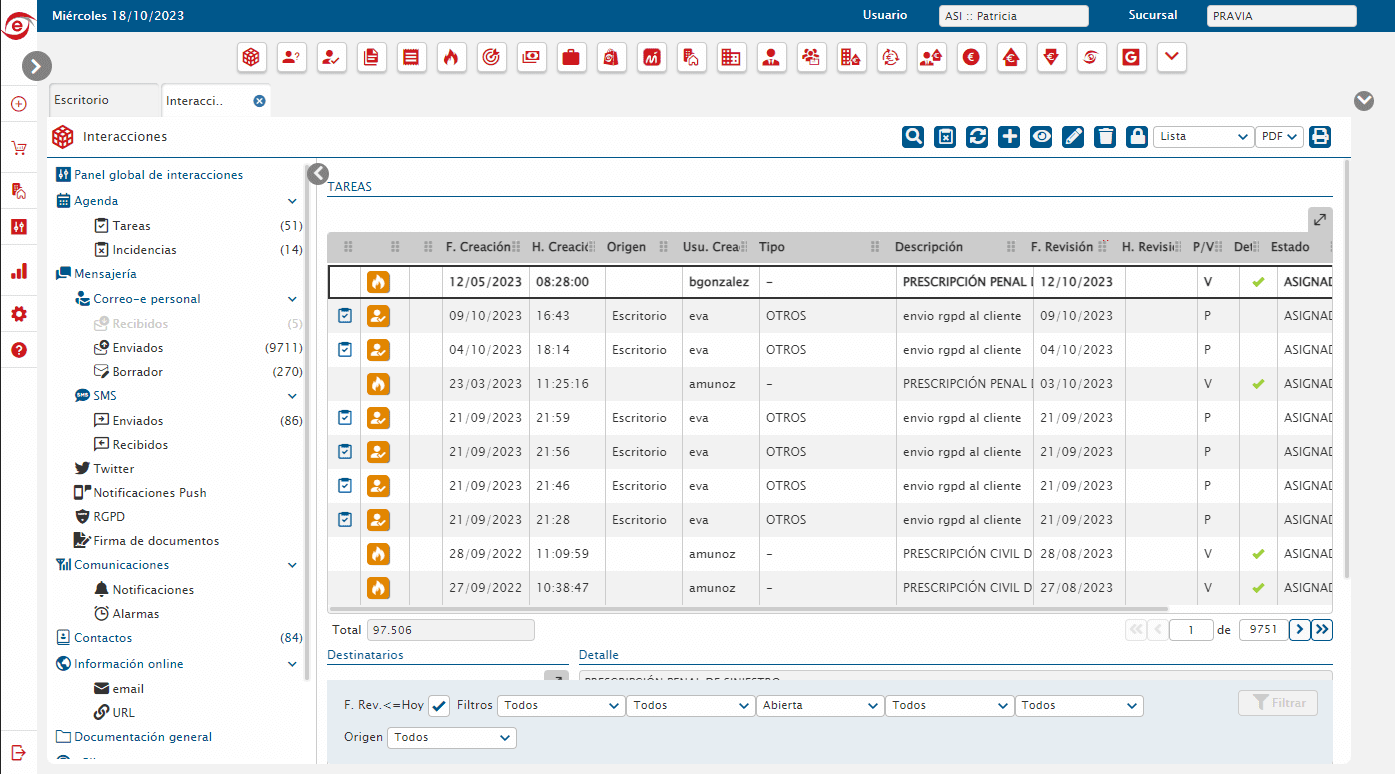 Miércoles 18/10/2023 Usuario ASI :: Patricia Sucursal PRAVIA
Escritorio Interacci..
Interacciones Lista PDF
Panel global de interacciones
Agenda
Tareas (51)
Incidencias (14)
Mensajería
Correo-e personal
Recibidos (5)
Enviados (9711)
Borrador (270)
SMS
Enviados (86)
Recibidos
Twitter
Notificaciones Push
RGPD
Firma de documentos
Comunicaciones
Notificaciones
Alarmas
Contactos (84)
Información online
email
URL
Documentación general
TAREAS
F. Creación H. Creació Origen Usu. Crea Tipo Descripción F. Revisión H. Revisió P/V Det Estado
12/05/2023 08:28:00 bgonzalez – PRESCRIPCIÓN PENAL D 12/10/2023 V ASIGNAD
09/10/2023 16:43 Escritorio eva OTROS envio rgpd al cliente 09/10/2023 P ASIGNAD
04/10/2023 18:14 Escritorio eva OTROS envio rgpd al cliente 04/10/2023 P ASIGNAD
23/03/2023 11:25:16 amunoz – PRESCRIPCIÓN PENAL D 03/10/2023 V ASIGNAD
21/09/2023 21:59 Escritorio eva OTROS envio rgpd al cliente 21/09/2023 P ASIGNAD
21/09/2023 21:56 Escritorio eva OTROS envio rgpd al cliente 21/09/2023 P ASIGNAD
21/09/2023 21:46 Escritorio eva OTROS envio rgpd al cliente 21/09/2023 P ASIGNAD
21/09/2023 21:28 Escritorio eva OTROS envio rgpd al cliente 21/09/2023 P ASIGNAD
28/09/2022 11:09:59 amunoz – PRESCRIPCIÓN CIVIL D 28/08/2023 V ASIGNAD
27/09/2022 10:38:47 amunoz – PRESCRIPCIÓN CIVIL D 27/08/2023 V ASIGNAD
Total 97.506 1 de 9751
Destinatarios Detalle
PRESCRIPCIÓN PENAL DE SINIESTRO
F. Rev.<=Hoy Filtros Todos Todos Abierta Todos Todos Filtrar
Origen Todos